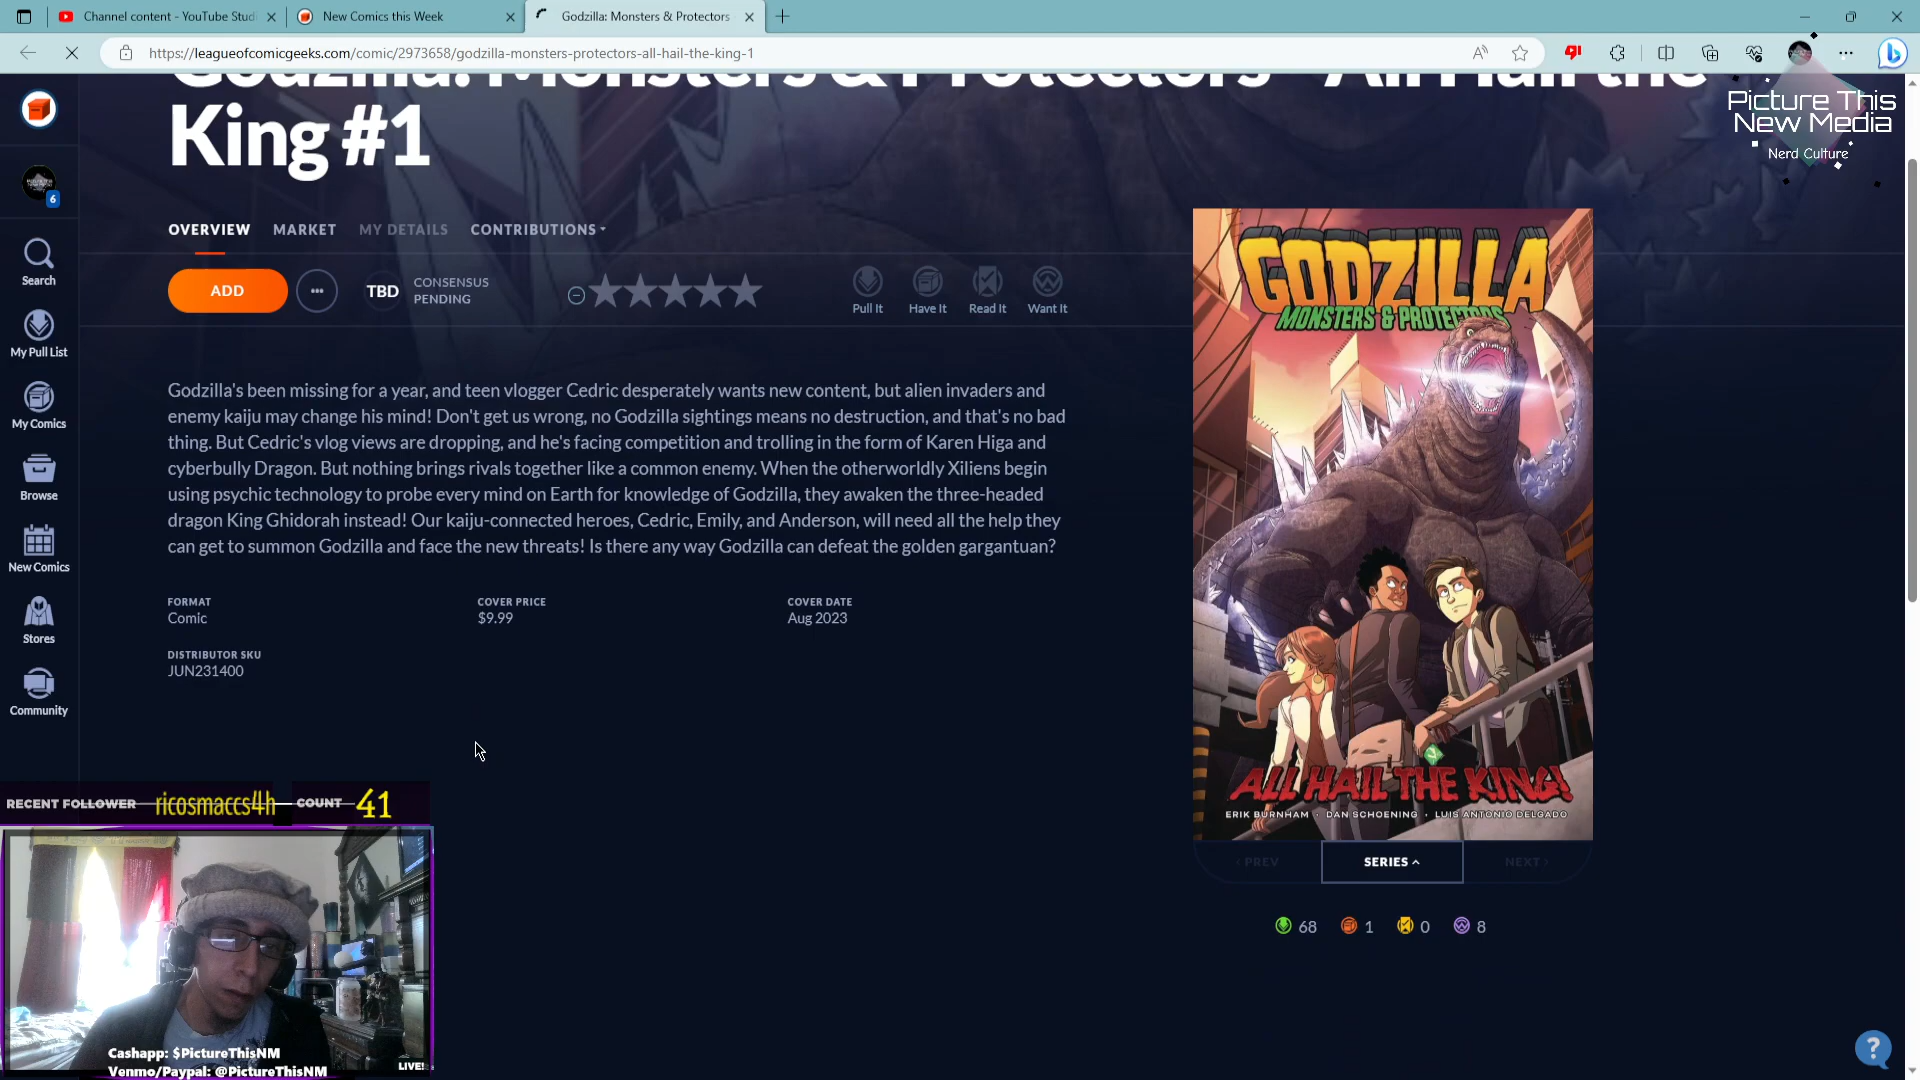 Channel content - YouTube Stud
New Comics this Week
Godzilla: Monsters & Protectors
https://leagueofcomicgeeks.com/comic/2973658/godzilla-monsters-protectors-all-hail-the-king-1
Godzilla: Monsters & Protectors - All Hail the
King #1
Picture This
New Media
Nerd Culture
6
Search
My Pull List
My Comics
Browse
New Comics
Stores
Community
OVERVIEW MARKET MY DETAILS CONTRIBUTIONS
ADD
TBD
CONSENSUS
PENDING
Pull It Have It Read It Want It
Godzilla's been missing for a year, and teen vlogger Cedric desperately wants new content, but alien invaders and
enemy kaiju may change his mind! Don't get us wrong, no Godzilla sightings means no destruction, and that's no bad
thing. But Cedric's vlog views are dropping, and he's facing competition and trolling in the form of Karen Higa and
cyberbully Dragon. But nothing brings rivals together like a common enemy. When the otherworldly Xiliens begin
using psychic technology to probe every mind on Earth for knowledge of Godzilla, they awaken the three-headed
dragon King Ghidorah instead! Our kaiju-connected heroes, Cedric, Emily, and Anderson, will need all the help they
can get to summon Godzilla and face the new threats! Is there any way Godzilla can defeat the golden gargantuan?
FORMAT COVER PRICE COVER DATE
Comic $9.99 Aug 2023
DISTRIBUTOR SKU
JUN231400
GODZILLA
MONSTERS & PROTECTORS
ALL HAIL THE KING!
ERIK BURNHAM · DAN SCHOENING · LUIS ANTONIO DELGADO
‹ PREV SERIES NEXT ›
68 1 0 8
RECENT FOLLOWER ricosmaccs4h COUNT 41
Cashapp: $PictureThisNM
Venmo/Paypal: @PictureThisNM
LIVE!
?